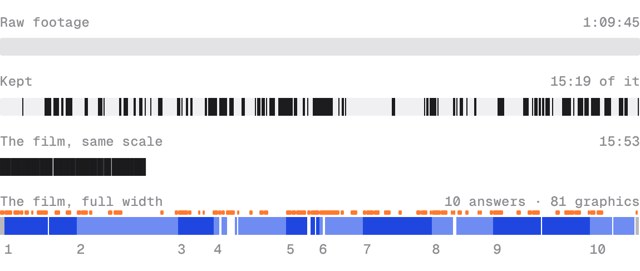 Raw footage 1:09:45
Kept 15:19 of it
The film, same scale 15:53
The film, full width 10 answers · 81 graphics
1 2 3 4 5 6 7 8 9 10